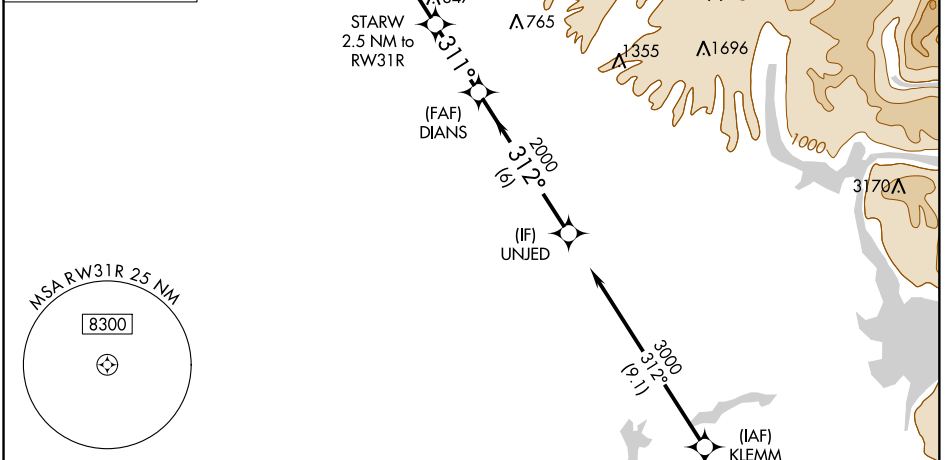 STARW
2.5 NM to
RW31R
765
1355
1696
311°
(FAF)
DIANS
1000
2000
312°
(6)
3170
(IF)
UNJED
MSA RW31R 25 NM
8300
3000
312°
(9.1)
(IAF)
KLEMM